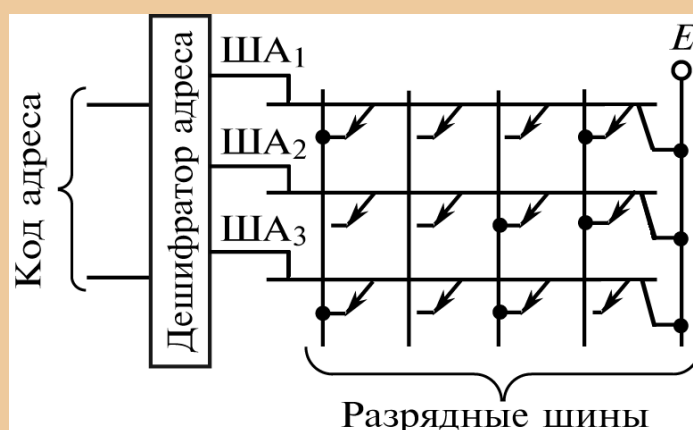 Код адреса
Дешифратор адреса
ША1
ША2
ША3
E
Разрядные шины